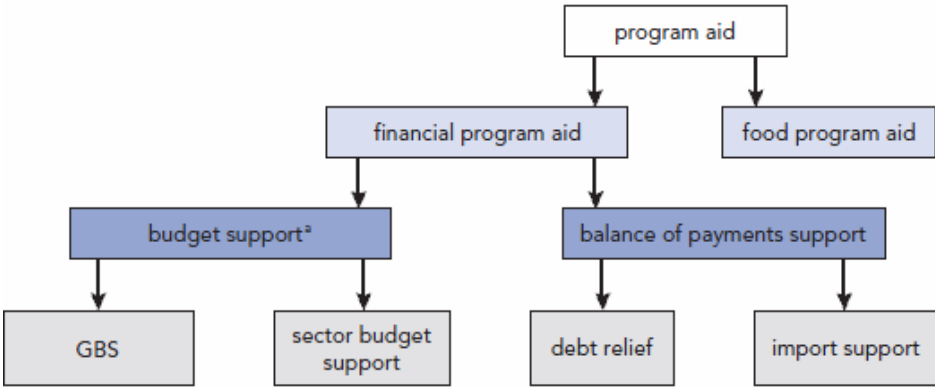 program aid
financial program aid
food program aid
budget supportª
balance of payments support
GBS
sector budget
support
debt relief
import support